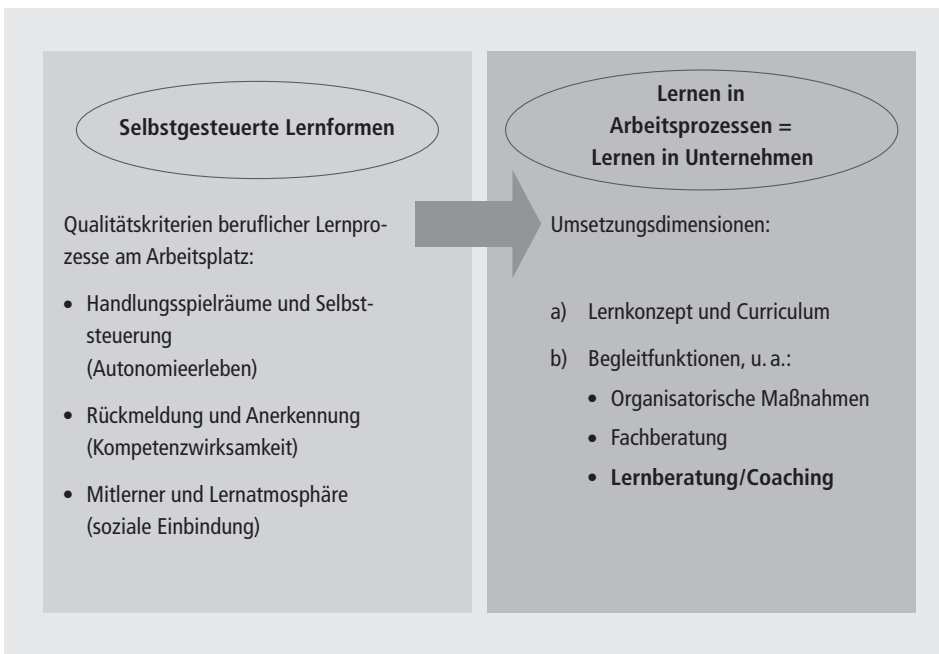 Selbstgesteuerte Lernformen
Qualitätskriterien beruflicher Lernpro-
zesse am Arbeitsplatz:
• Handlungsspielräume und Selbst-
steuerung
(Autonomieerleben)
• Rückmeldung und Anerkennung
(Kompetenzwirksamkeit)
• Mitlerner und Lernatmosphäre
(soziale Einbindung)
Lernen in
Arbeitsprozessen =
Lernen in Unternehmen
Umsetzungsdimensionen:
a) Lernkonzept und Curriculum
b) Begleitfunktionen, u. a.:
• Organisatorische Maßnahmen
• Fachberatung
• Lernberatung/Coaching